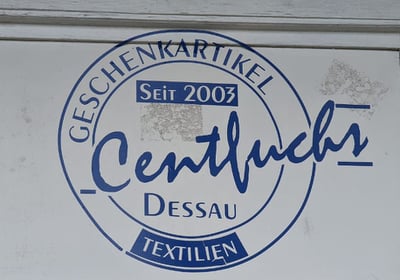 GESCHENKARTIKEL
SEIT 2003
Centfuchs
DESSAU
TEXTILIEN